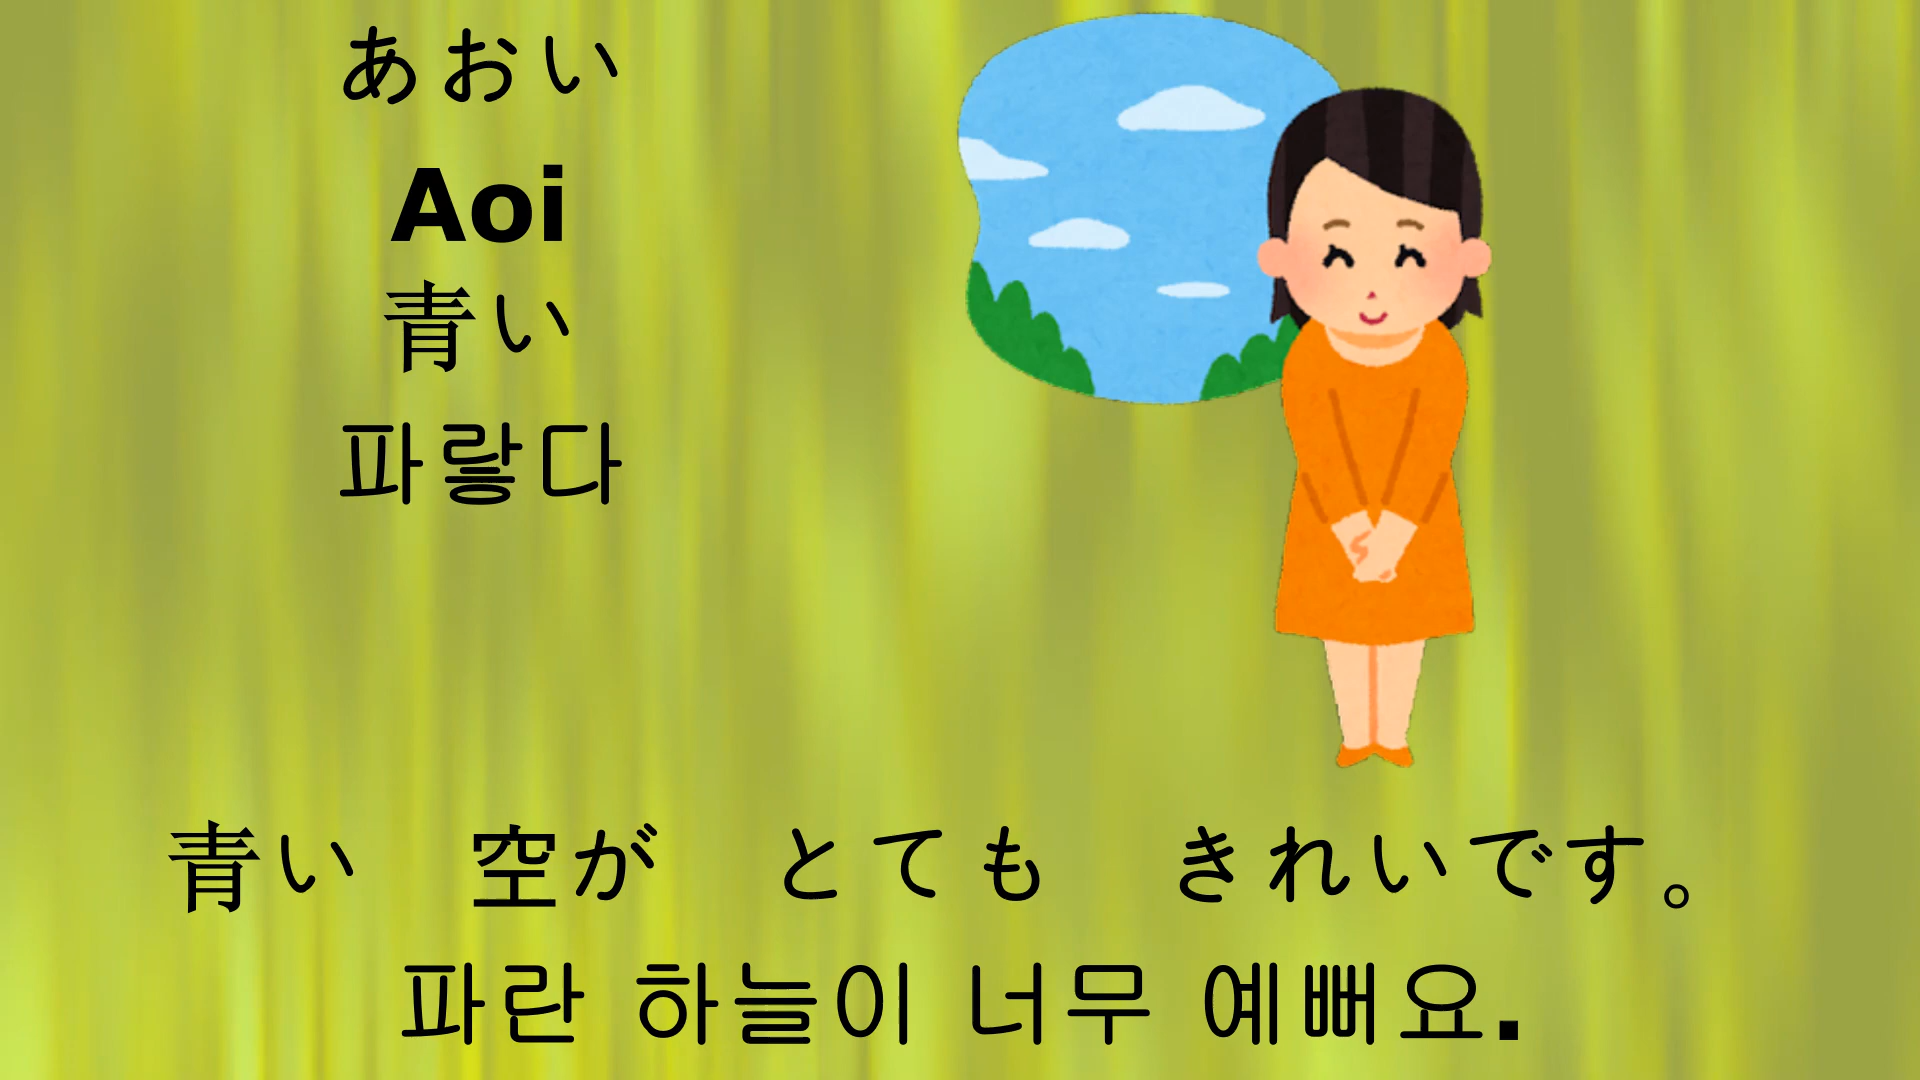 あおい
Aoi
青い
파랗다
青い　空が　とても　きれいです。
파란 하늘이 너무 예뻐요.